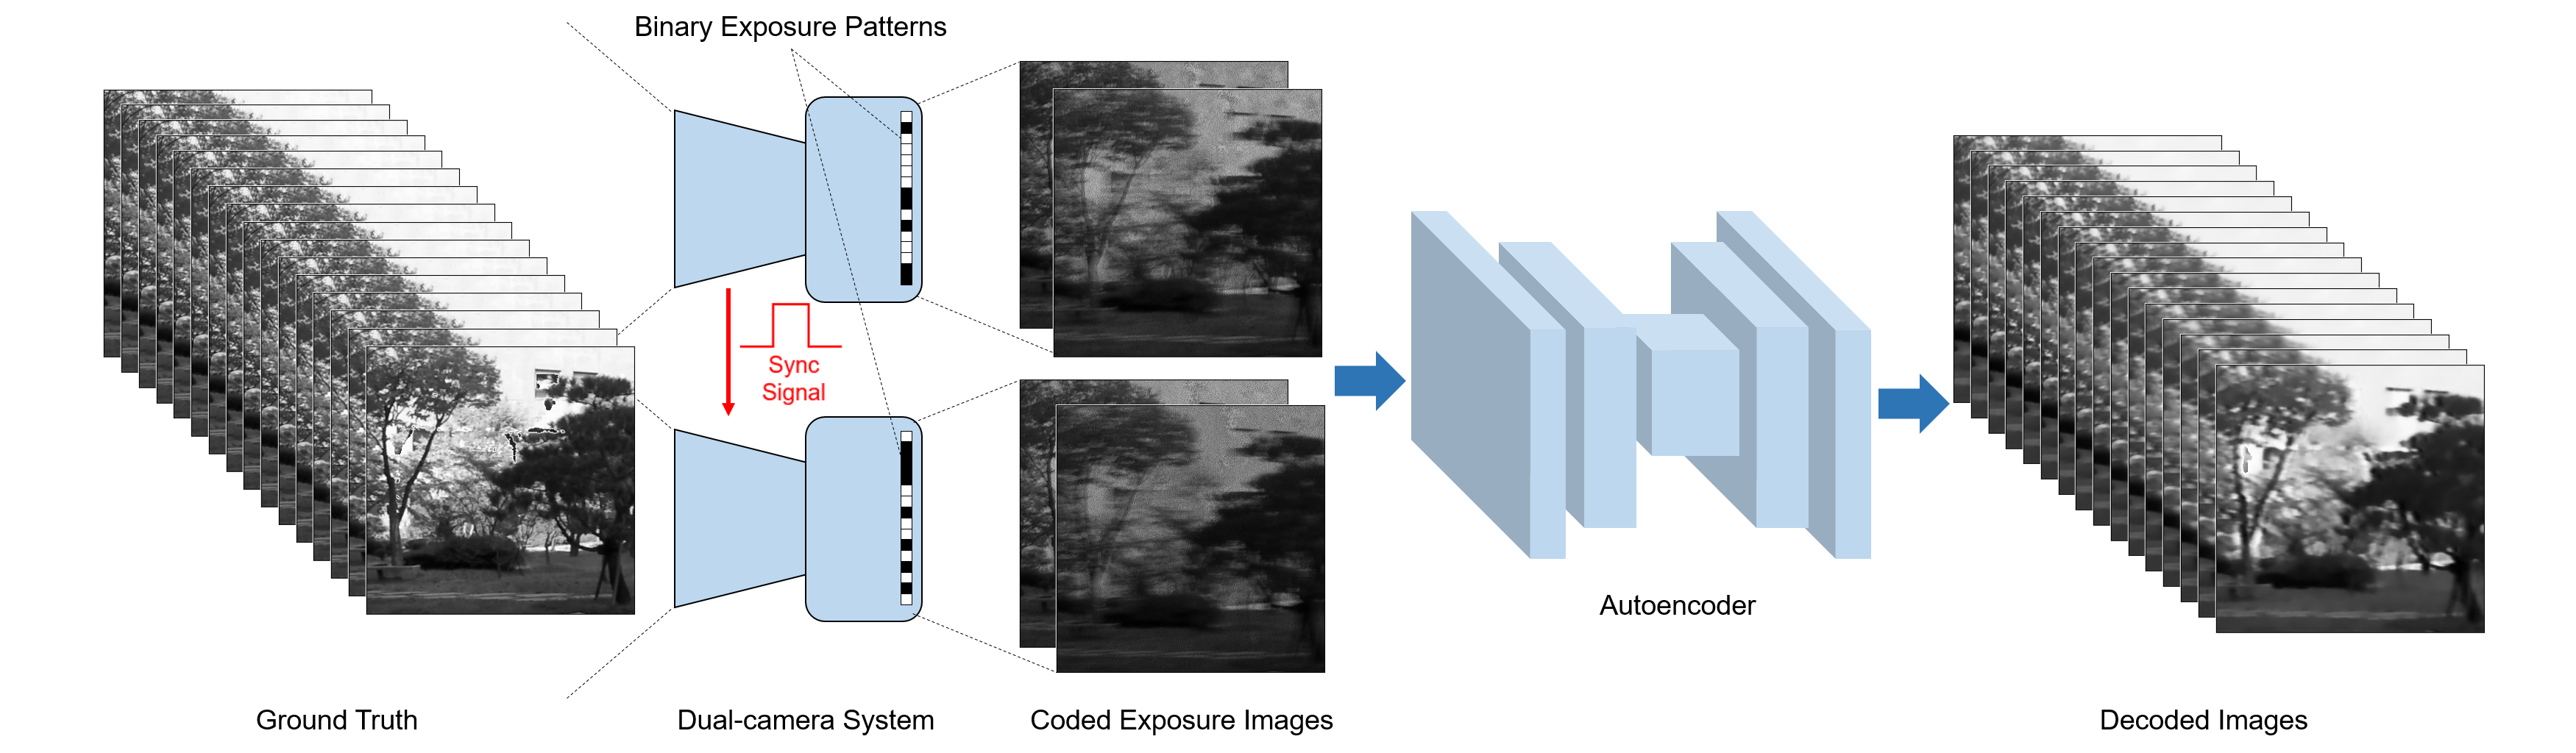 Binary Exposure Patterns
Sync
Signal
Autoencoder
Ground Truth
Dual-camera System
Coded Exposure Images
Decoded Images